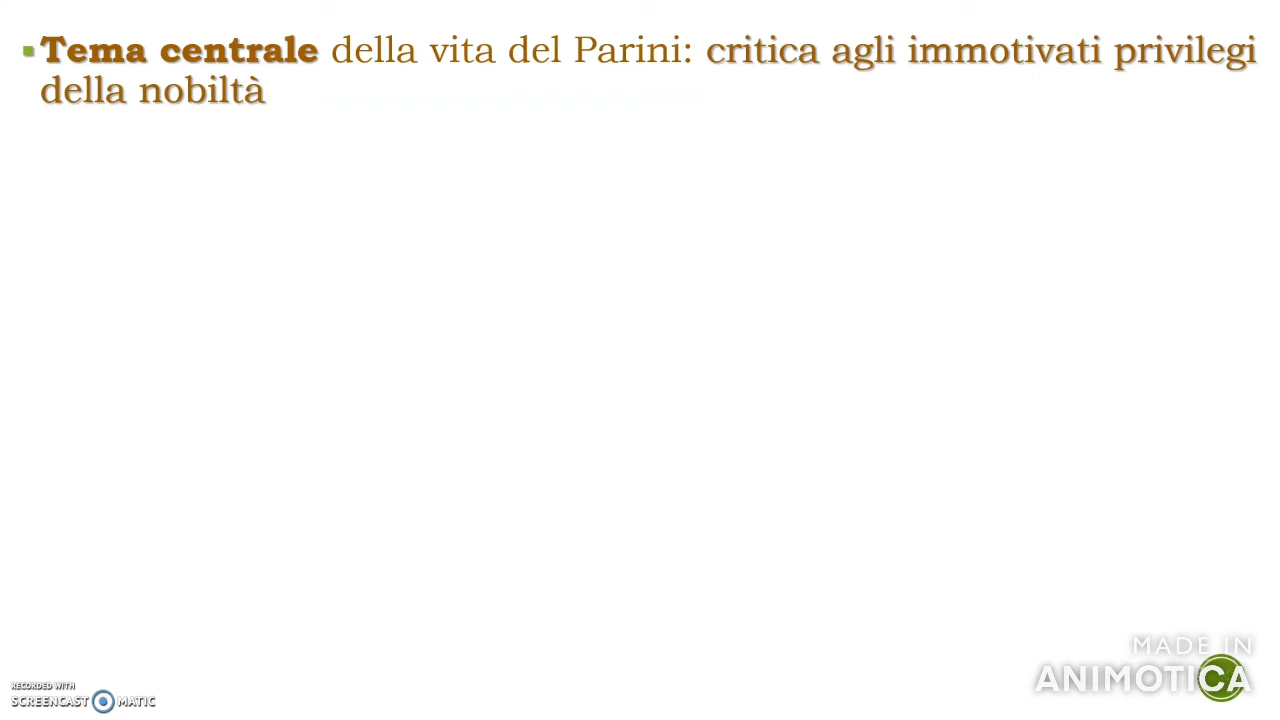 ▪Tema centrale della vita del Parini: critica agli immotivati privilegi
della nobiltà
MADE IN
ANIMOTICA
RECORDED WITH
SCREENCAST MATIC